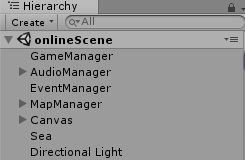 Hierarchy
Create All
onlineScene
GameManager
AudioManager
EventManager
MapManager
Canvas
Sea
Directional Light